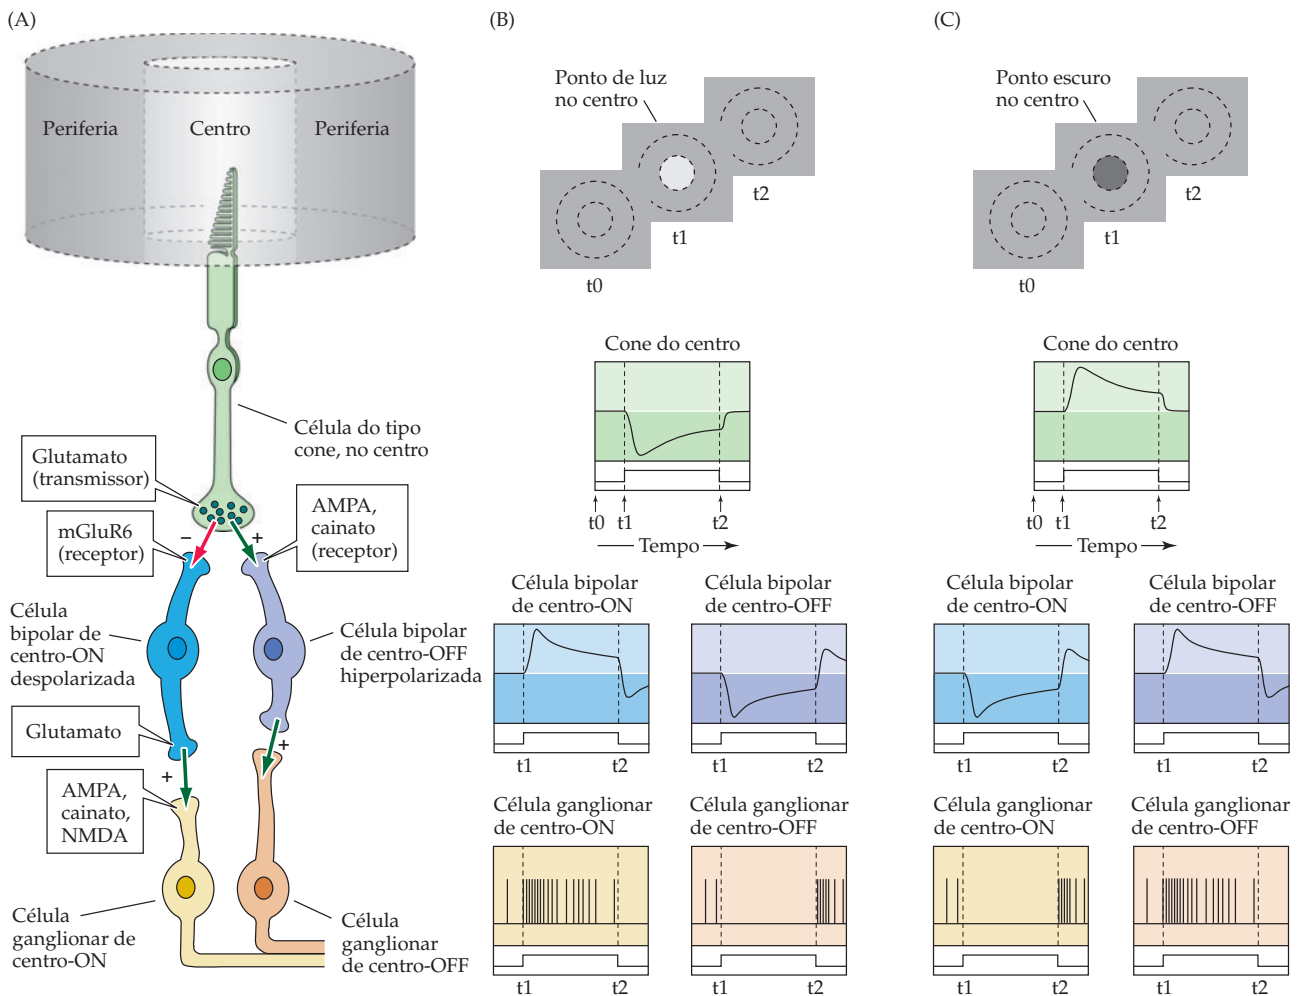 (A)
Periferia
Centro
Periferia
Célula do tipo
cone, no centro
Glutamato
(transmissor)
mGluR6
(receptor)
AMPA,
cainato
(receptor)
–
+
Célula
bipolar de
centro-ON
despolarizada
Célula bipolar
de centro-OFF
hiperpolarizada
Glutamato
+
+
AMPA,
cainato,
NMDA
Célula
ganglionar de
centro-ON
Célula
ganglionar
de centro-OFF
(B)
Ponto de luz
no centro
t0
t1
t2
Cone do centro
t0
t1
t2
Tempo
Célula bipolar
de centro-ON
t1
t2
Célula bipolar
de centro-OFF
t1
t2
Célula ganglionar
de centro-ON
t1
t2
Célula ganglionar
de centro-OFF
t1
t2
(C)
Ponto escuro
no centro
t0
t1
t2
Cone do centro
t0
t1
t2
Tempo
Célula bipolar
de centro-ON
t1
t2
Célula bipolar
de centro-OFF
t1
t2
Célula ganglionar
de centro-ON
t1
t2
Célula ganglionar
de centro-OFF
t1
t2